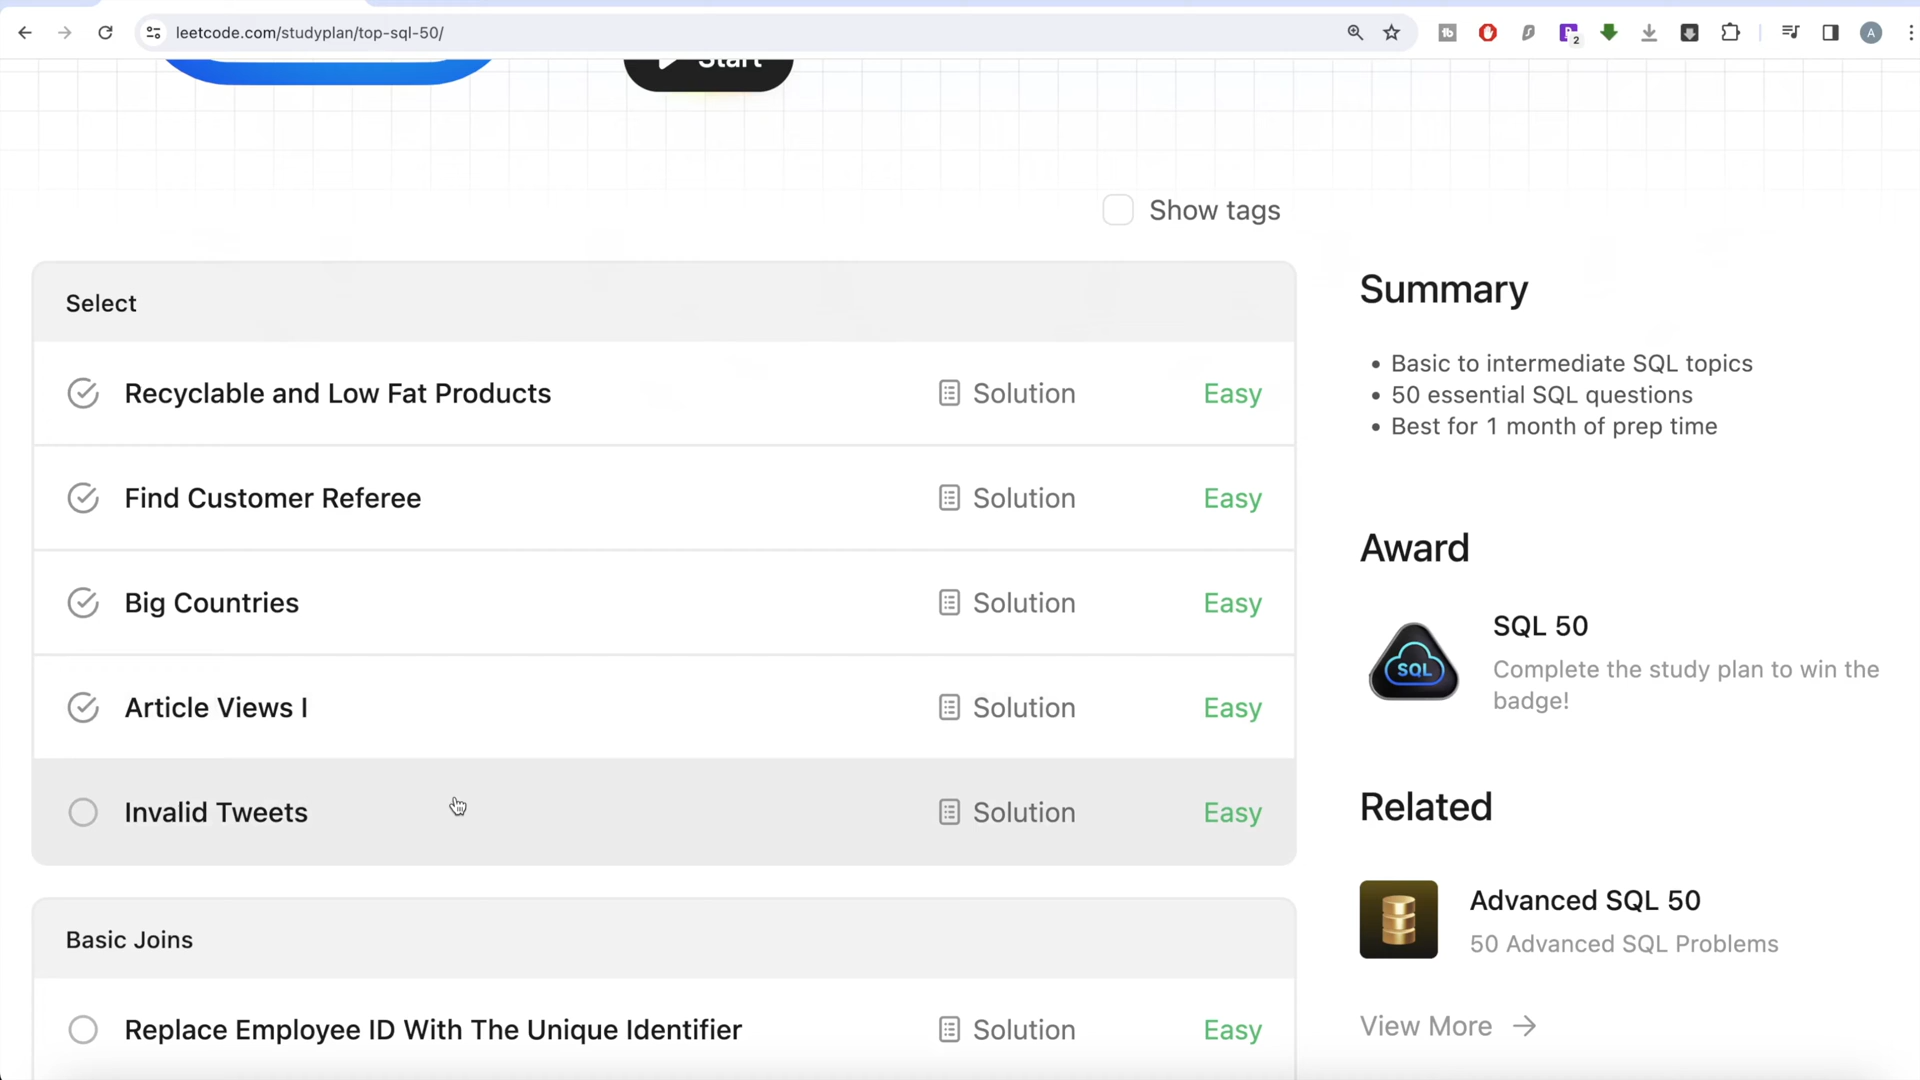 leetcode.com/studyplan/top-sql-50/
tb
2
A
Start
Show tags
Select
Recyclable and Low Fat Products Solution Easy
Find Customer Referee Solution Easy
Big Countries Solution Easy
Article Views I Solution Easy
Invalid Tweets Solution Easy
Basic Joins
Replace Employee ID With The Unique Identifier Solution Easy
Summary
• Basic to intermediate SQL topics
• 50 essential SQL questions
• Best for 1 month of prep time
Award
SQL
SQL 50
Complete the study plan to win the
badge!
Related
Advanced SQL 50
50 Advanced SQL Problems
View More